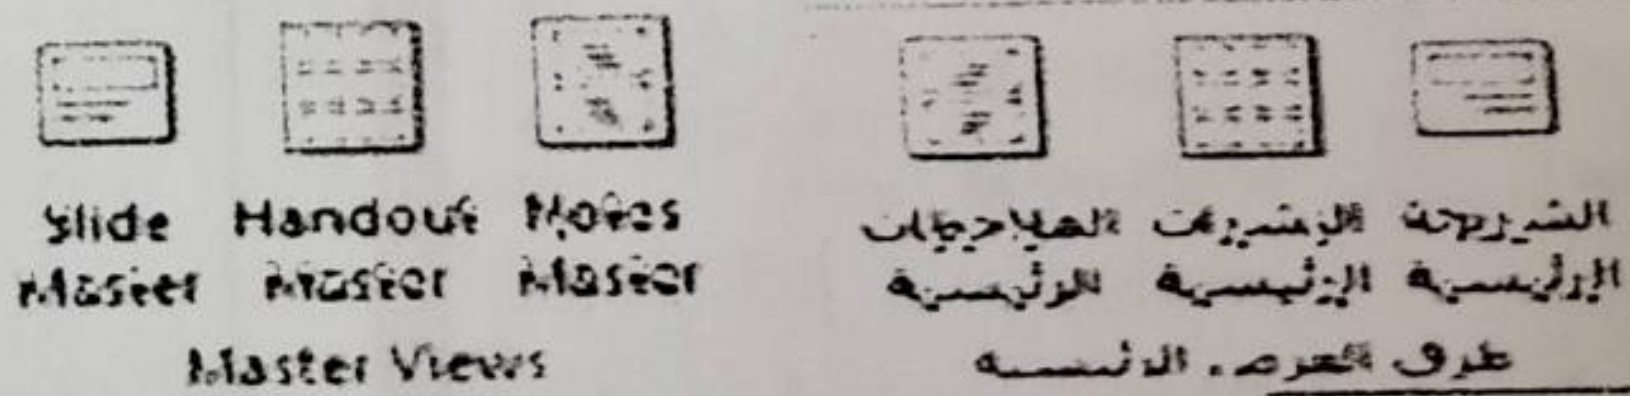 Slide Handout Notes
Master Master Master
Master Views
الشريحة النشرات الملاحظات
الرئيسية الرئيسية الرئيسية
طرق العرض الرئيسية